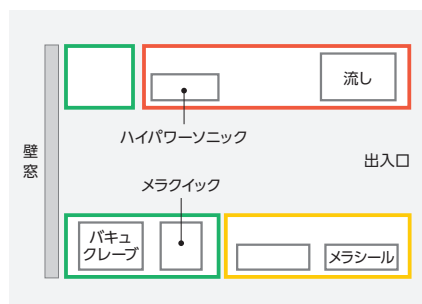 流し
ハイパワーソニック
壁
窓
出入口
メラクイック
バキュ
クレーブ
メラシール